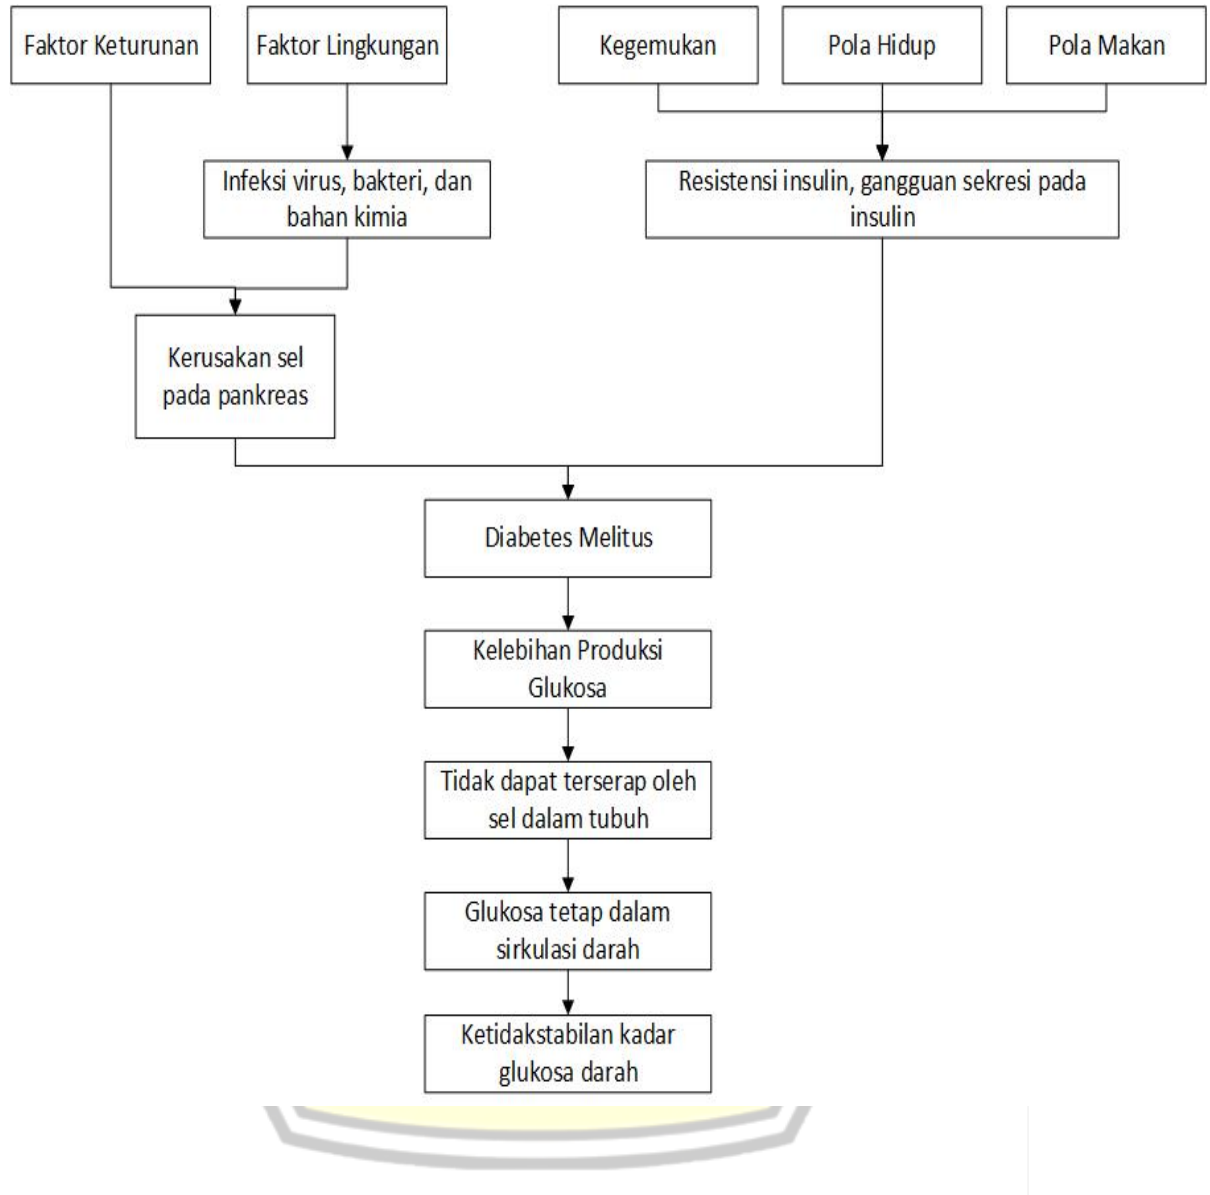 Faktor Keturunan
Faktor Lingkungan
Kegemukan
Pola Hidup
Pola Makan
Infeksi virus, bakteri, dan
bahan kimia
Resistensi insulin, gangguan sekresi pada
insulin
Kerusakan sel
pada pankreas
Diabetes Melitus
Kelebihan Produksi
Glukosa
Tidak dapat terserap oleh
sel dalam tubuh
Glukosa tetap dalam
sirkulasi darah
Ketidakstabilan kadar
glukosa darah